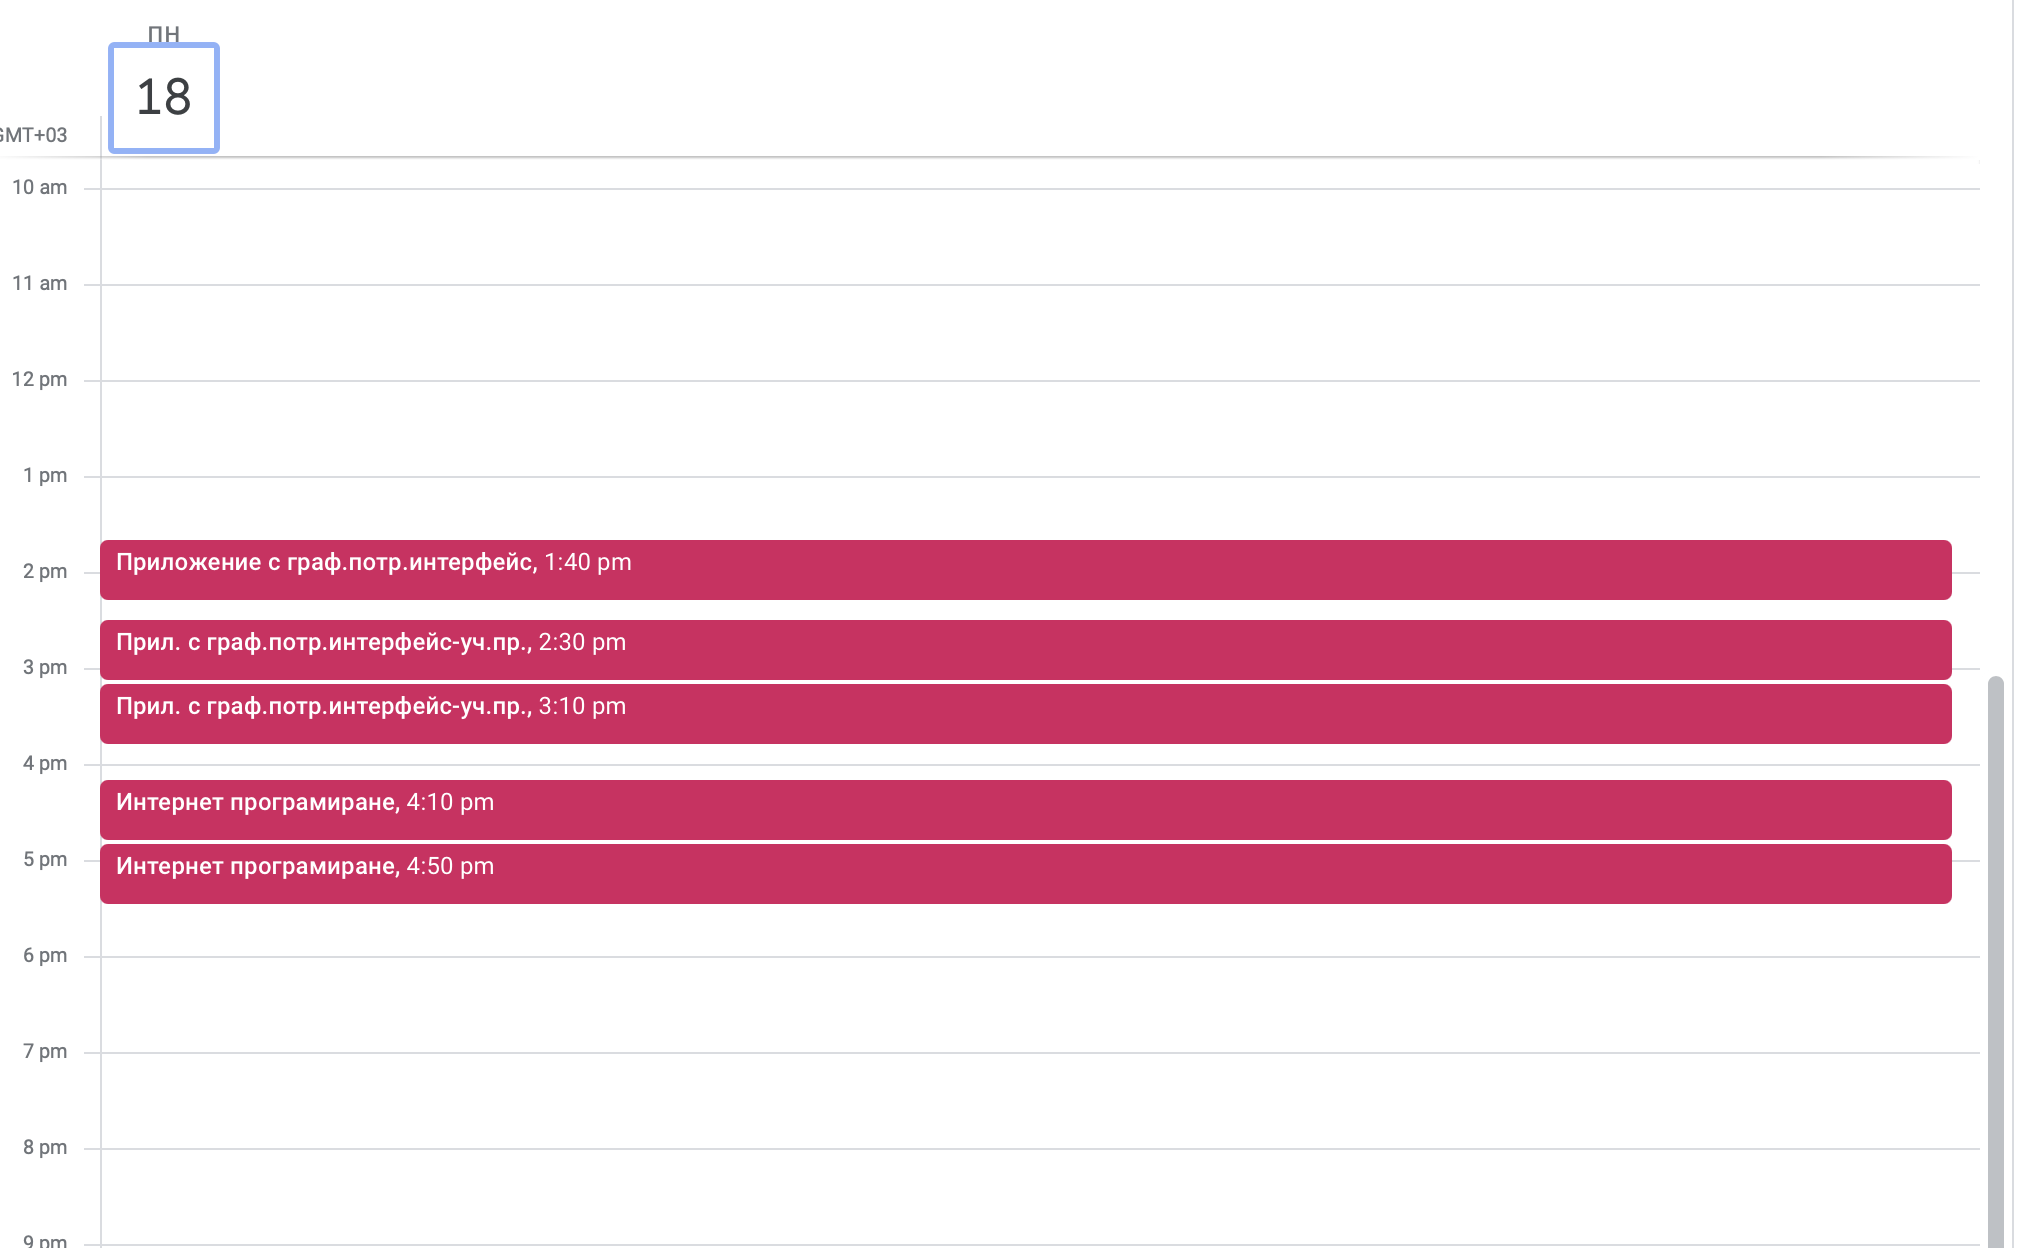 ПН
18
GMT+03
10 am
11 am
12 pm
1 pm
Приложение с граф.потр.интерфейс, 1:40 pm
2 pm
Прил. с граф.потр.интерфейс-уч.пр., 2:30 pm
3 pm
Прил. с граф.потр.интерфейс-уч.пр., 3:10 pm
4 pm
Интернет програмиране, 4:10 pm
5 pm
Интернет програмиране, 4:50 pm
6 pm
7 pm
8 pm
9 pm